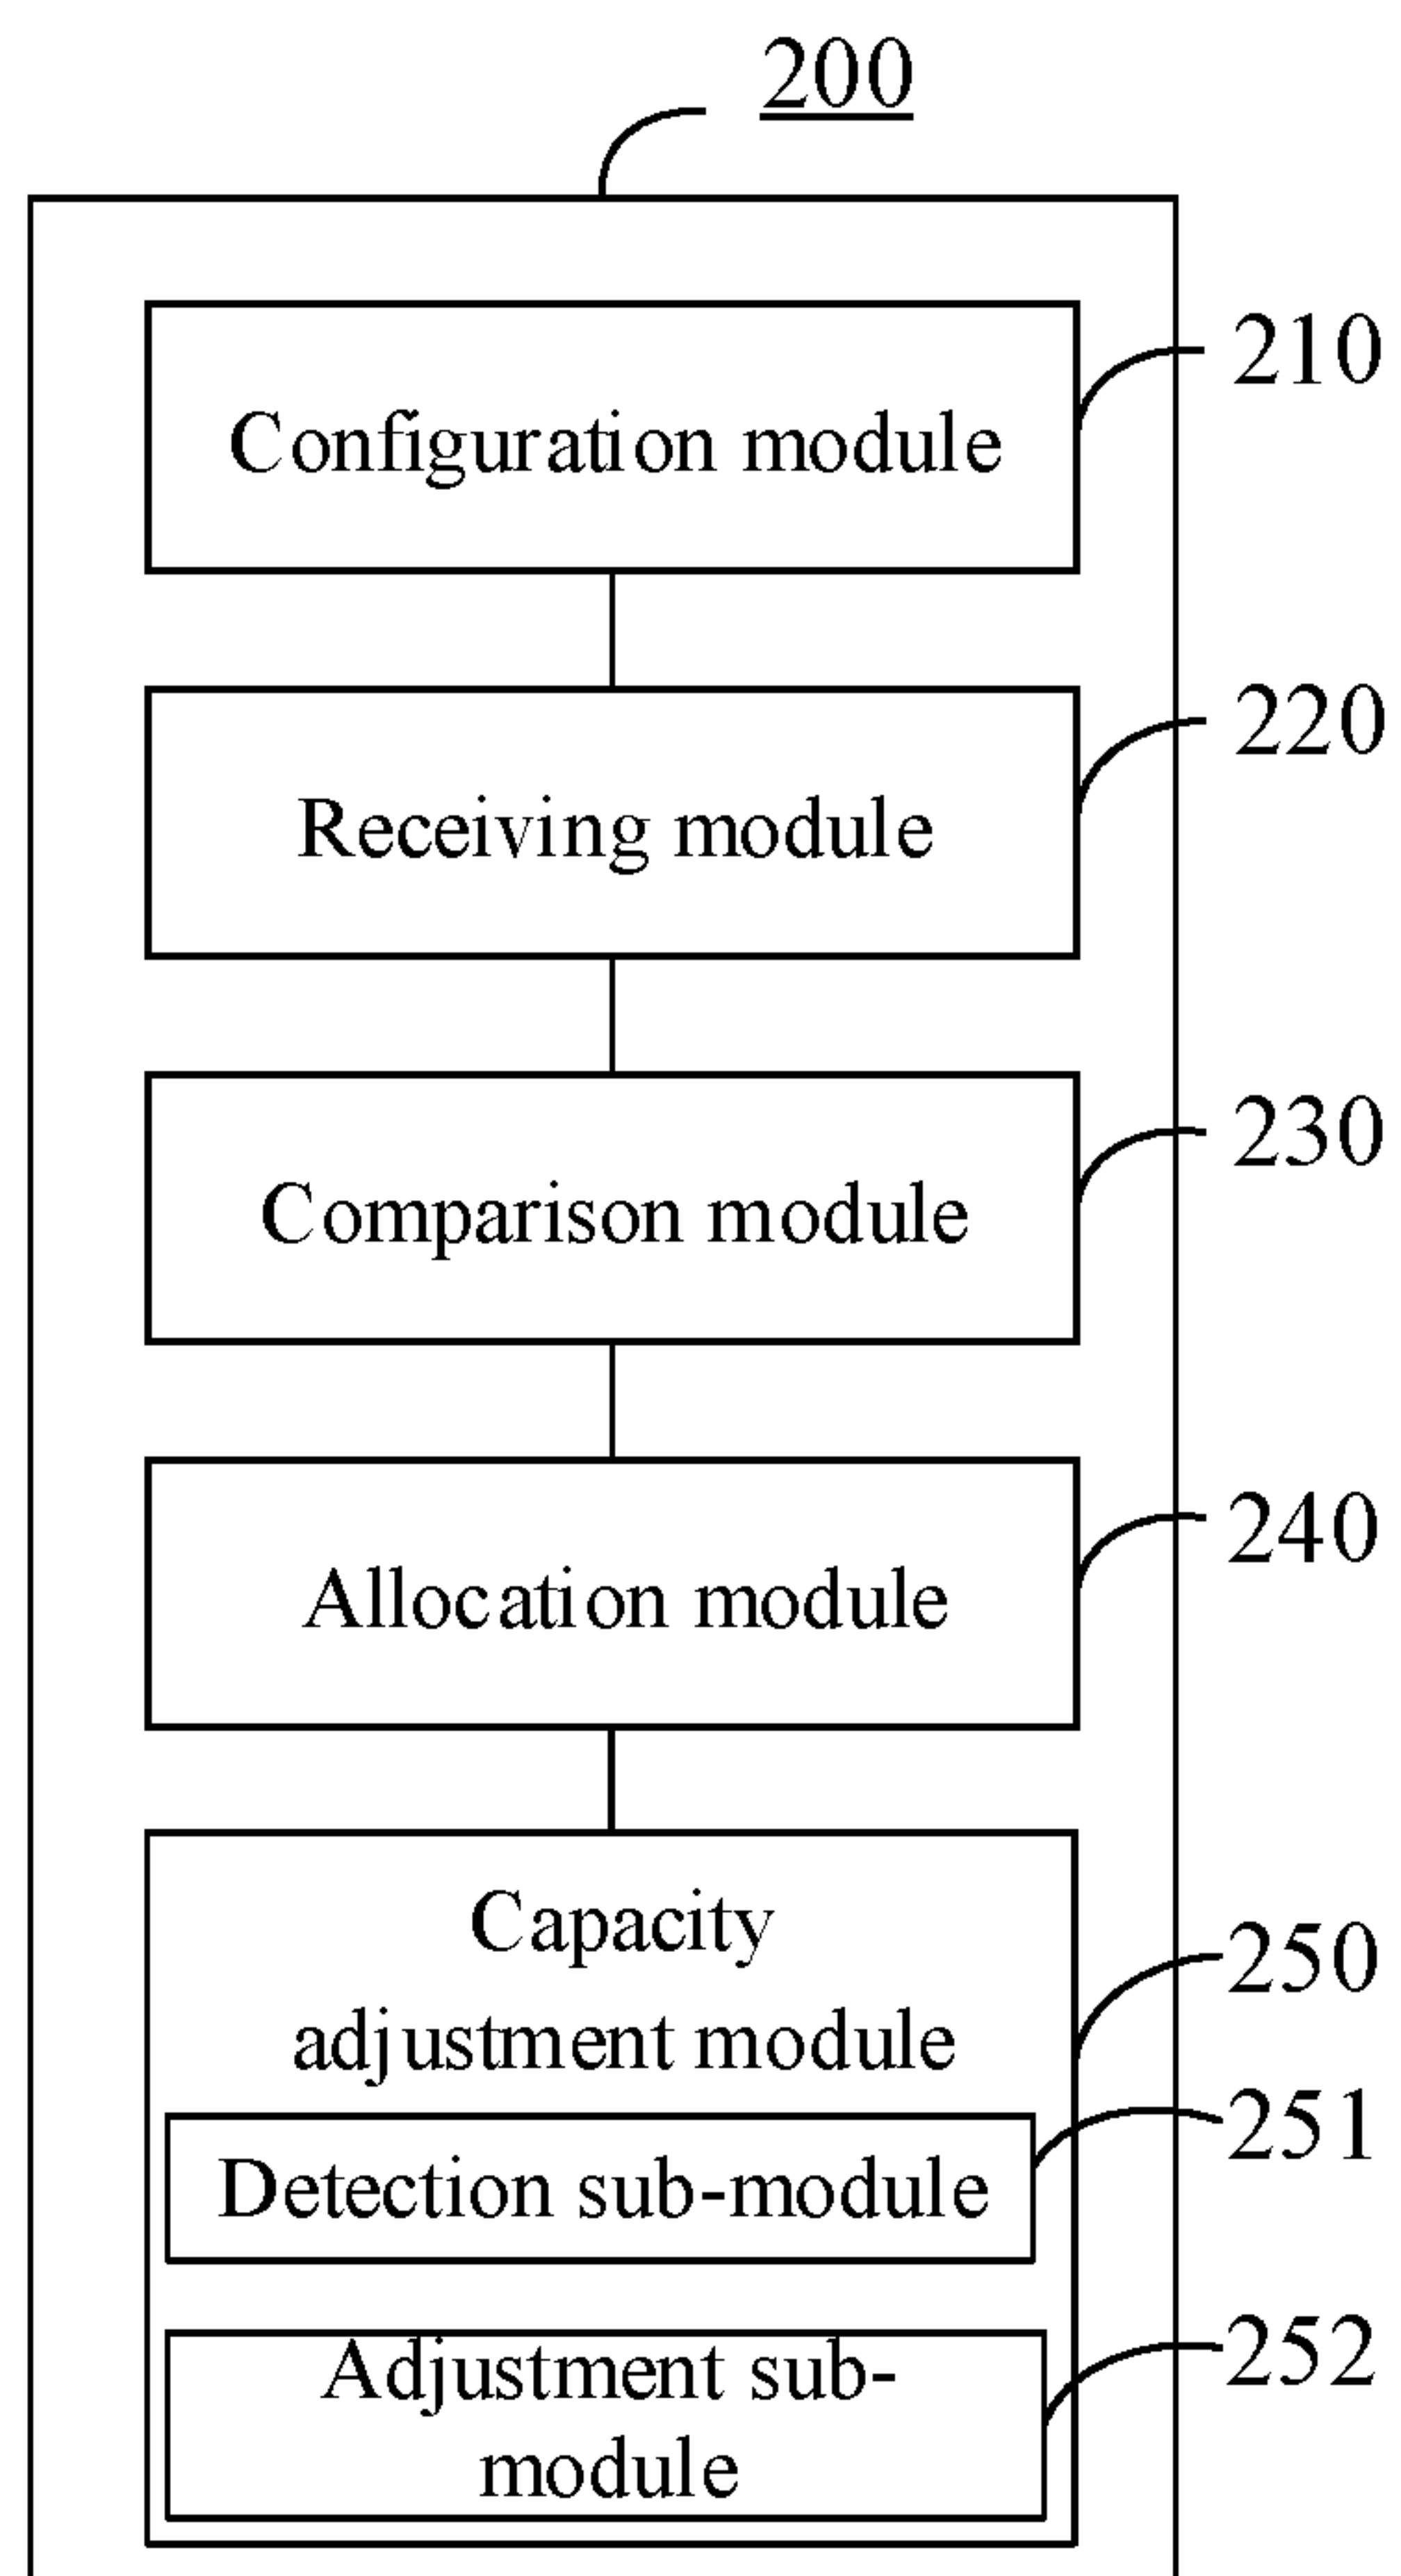 200
210
Configuration module
220
Receiving module
230
Comparison module
240
Allocation module
Capacity
250
adjustment module
251
Detection sub-module
252
Adjustment sub-
module